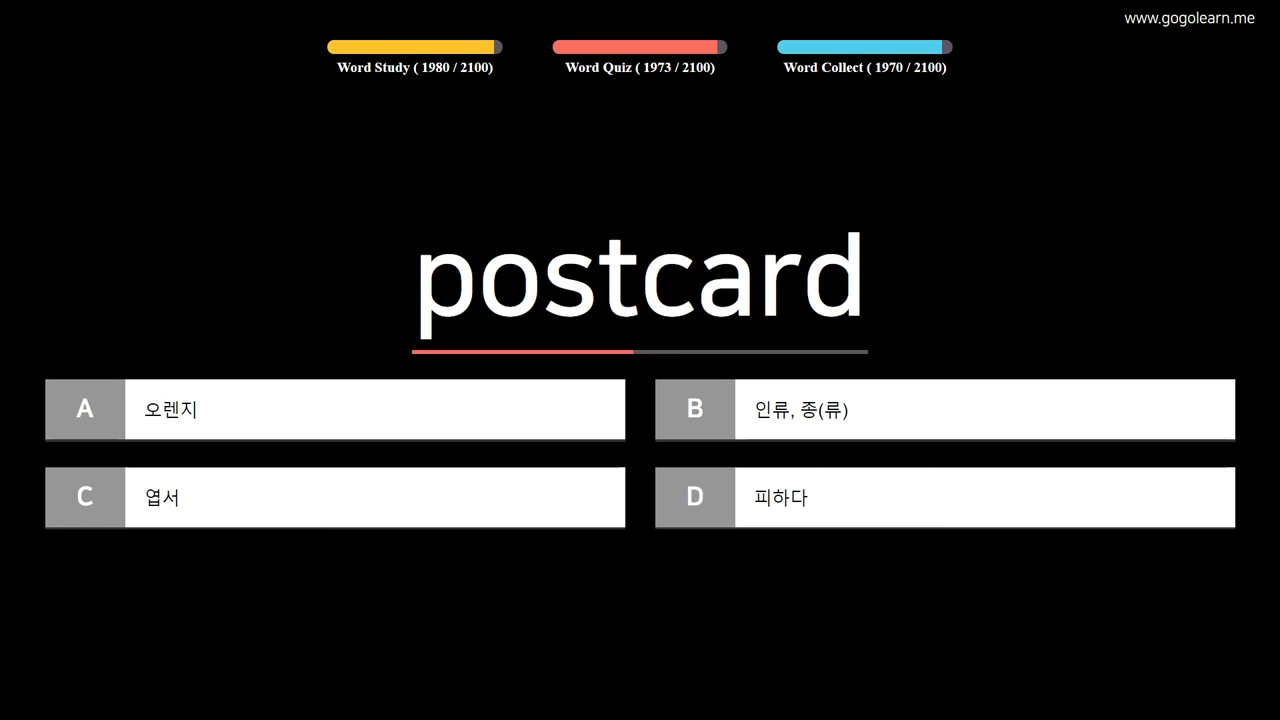 www.gogolearn.me
Word Study ( 1980 / 2100)
Word Quiz ( 1973 / 2100)
Word Collect ( 1970 / 2100)
postcard
A 오렌지
B 인류, 종(류)
C 엽서
D 피하다